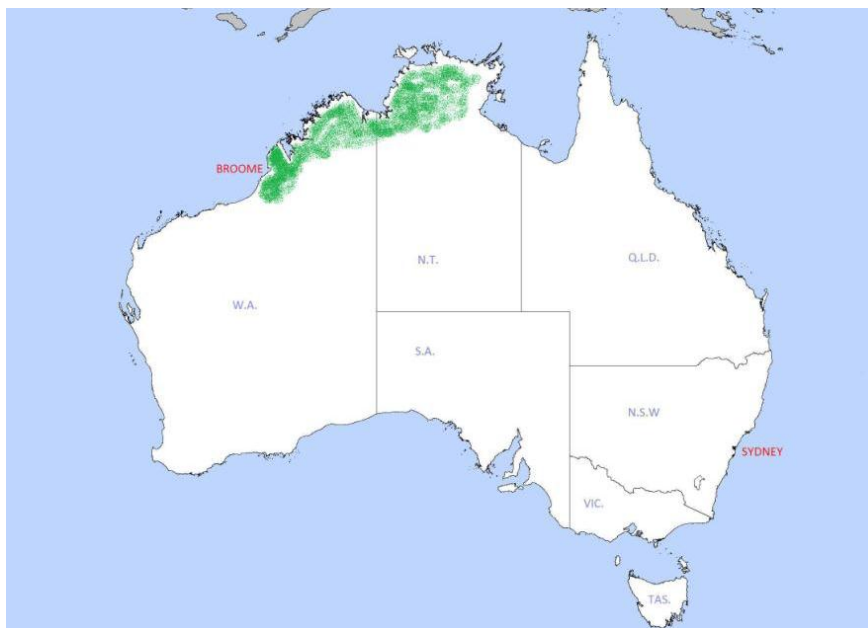 BROOME
N.T.
Q.L.D.
W.A.
S.A.
N.S.W
SYDNEY
VIC.
TAS.